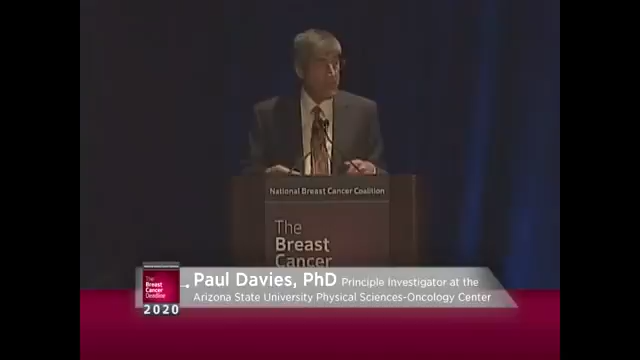 National Breast Cancer Coalition
The
Breast
Cancer
Paul Davies, PhD Principle Investigator at the
Arizona State University Physical Sciences-Oncology Center
The
Breast
Cancer
Deadline
2020